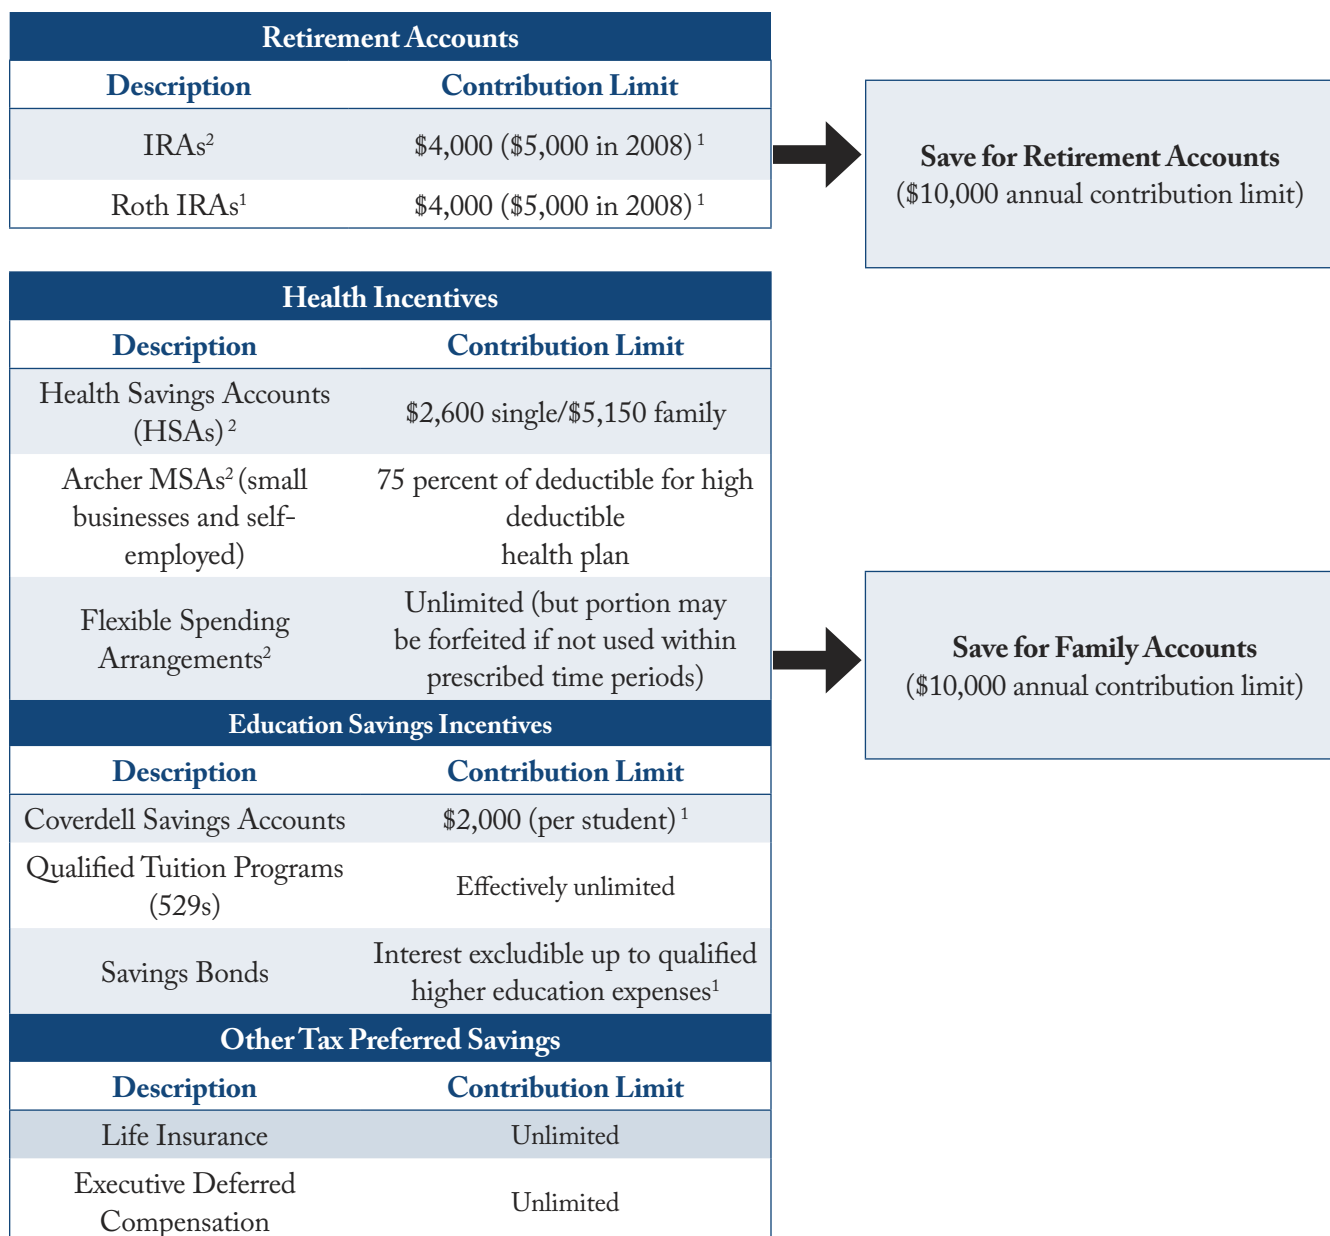 Retirement Accounts
Description Contribution Limit
IRAs² $4,000 ($5,000 in 2008) ¹
Roth IRAs¹ $4,000 ($5,000 in 2008) ¹
Save for Retirement Accounts
($10,000 annual contribution limit)
Health Incentives
Description Contribution Limit
Health Savings Accounts
(HSAs) ²
$2,600 single/$5,150 family
Archer MSAs² (small
businesses and self-
employed)
75 percent of deductible for high
deductible
health plan
Flexible Spending
Arrangements²
Unlimited (but portion may
be forfeited if not used within
prescribed time periods)
Save for Family Accounts
($10,000 annual contribution limit)
Education Savings Incentives
Description Contribution Limit
Coverdell Savings Accounts $2,000 (per student) ¹
Qualified Tuition Programs
(529s)
Effectively unlimited
Savings Bonds
Interest excludible up to qualified
higher education expenses¹
Other Tax Preferred Savings
Description Contribution Limit
Life Insurance Unlimited
Executive Deferred
Compensation
Unlimited